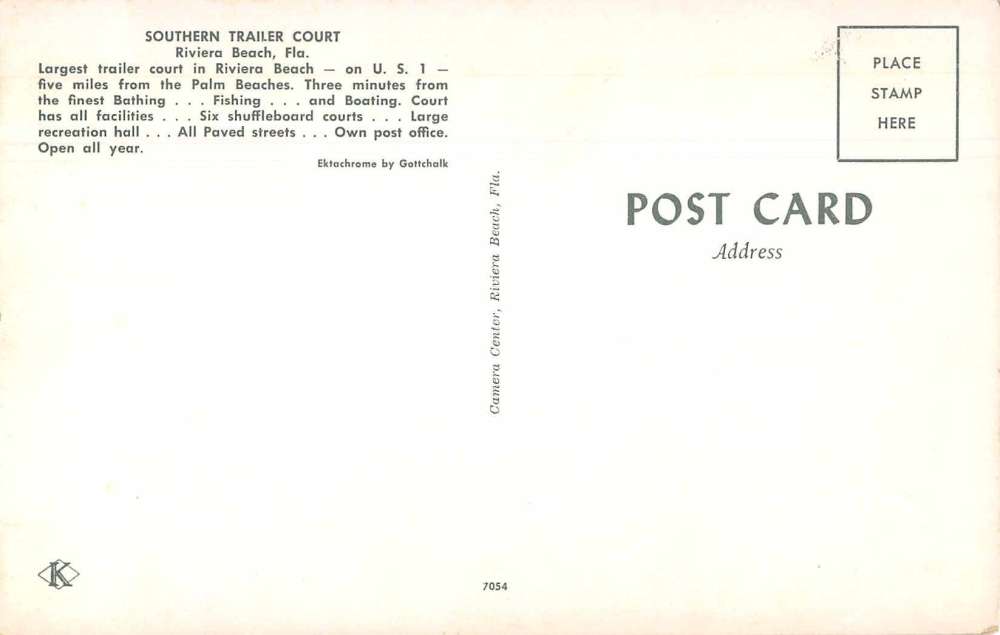 SOUTHERN TRAILER COURT
Riviera Beach, Fla.
Largest trailer court in Riviera Beach — on U. S. 1 —
five miles from the Palm Beaches. Three minutes from
the finest Bathing . . . Fishing . . . and Boating. Court
has all facilities . . . Six shuffleboard courts . . . Large
recreation hall . . . All Paved streets . . . Own post office.
Open all year.
Ektachrome by Gottchalk
Camera Center, Riviera Beach, Fla.
PLACE
STAMP
HERE
POST CARD
Address
K
7054